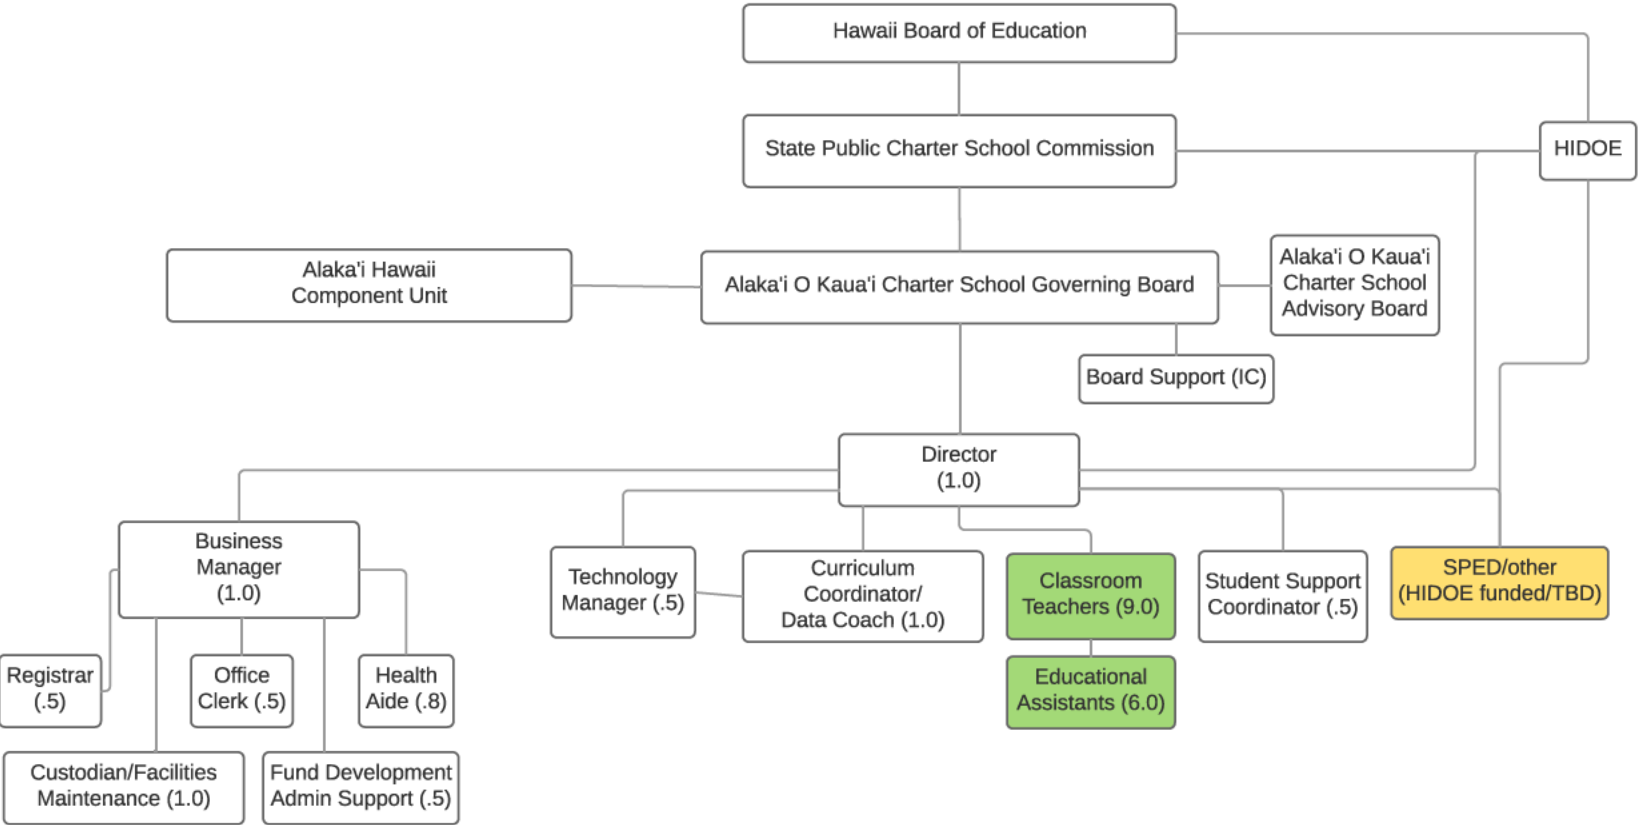 Hawaii Board of Education
State Public Charter School Commission
HIDOE
Alaka'i Hawaii
Component Unit
Alaka'i O Kaua'i Charter School Governing Board
Alaka'i O Kaua'i
Charter School
Advisory Board
Board Support (IC)
Director
(1.0)
Business
Manager
(1.0)
Technology
Manager (.5)
Curriculum
Coordinator/
Data Coach (1.0)
Classroom
Teachers (9.0)
Student Support
Coordinator (.5)
SPED/other
(HIDOE funded/TBD)
Registrar
(.5)
Office
Clerk (.5)
Health
Aide (.8)
Educational
Assistants (6.0)
Custodian/Facilities
Maintenance (1.0)
Fund Development
Admin Support (.5)